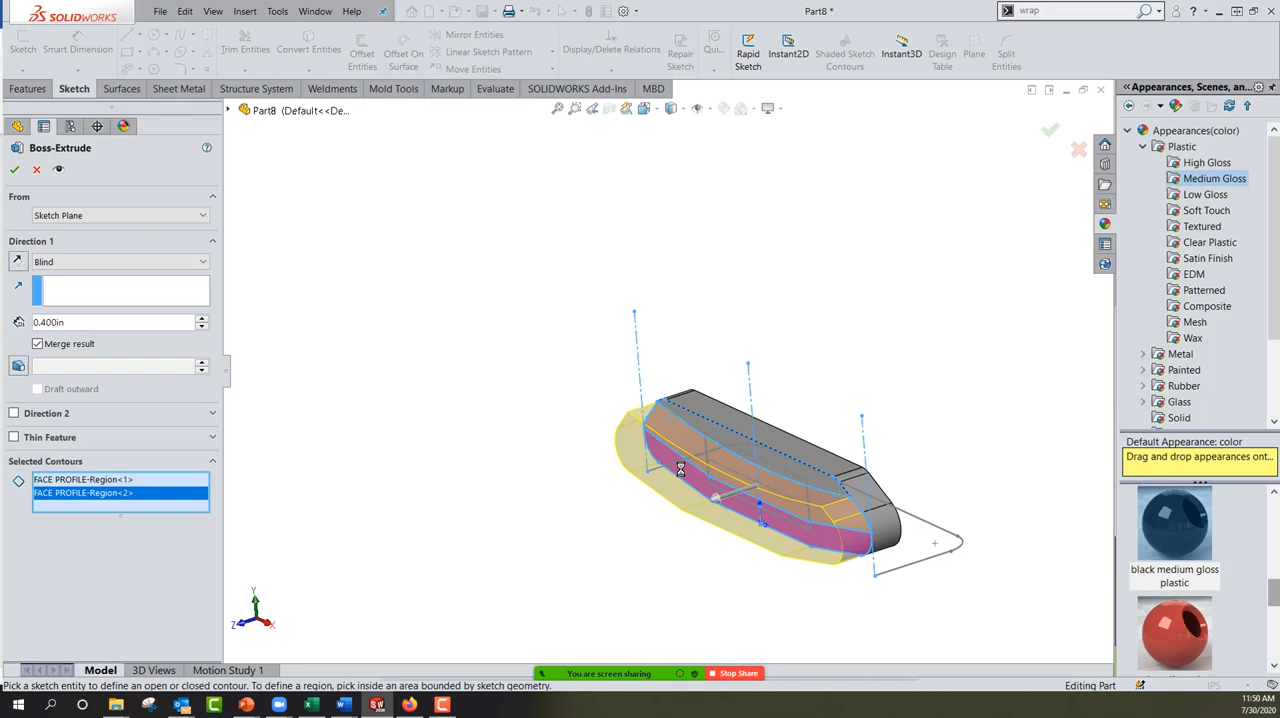 SOLIDWORKS
File Edit View Insert Tools Window Help
Part8 *
wrap
Sketch Smart Dimension
Trim Entities Convert Entities
Offset Entities
Offset On Surface
Mirror Entities
Linear Sketch Pattern
Move Entities
Display/Delete Relations
Repair Sketch
Qui...
Rapid Sketch
Instant2D
Shaded Sketch Contours
Instant3D
Design Table
Plane
Split Entities
Features Sketch Surfaces Sheet Metal Structure System Weldments Mold Tools Markup Evaluate SOLIDWORKS Add-Ins MBD
Part8 (Default<<De...
Boss-Extrude
From
Sketch Plane
Direction 1
Blind
0.400in
Merge result
Draft outward
Direction 2
Thin Feature
Selected Contours
FACE PROFILE-Region<1>
FACE PROFILE-Region<2>
Y
Z
X
Appearances, Scenes, an...
Appearances(color)
Plastic
High Gloss
Medium Gloss
Low Gloss
Soft Touch
Textured
Clear Plastic
Satin Finish
EDM
Patterned
Composite
Mesh
Wax
Metal
Painted
Rubber
Glass
Solid
Default Appearance: color
Drag and drop appearances ont...
black medium gloss plastic
Model 3D Views Motion Study 1
You are screen sharing
Stop Share
Pick a sketch entity to define an open or closed contour. To define a region, pick inside an area bounded by sketch geometry.
Editing Part
IPS
11:50 AM
7/30/2020